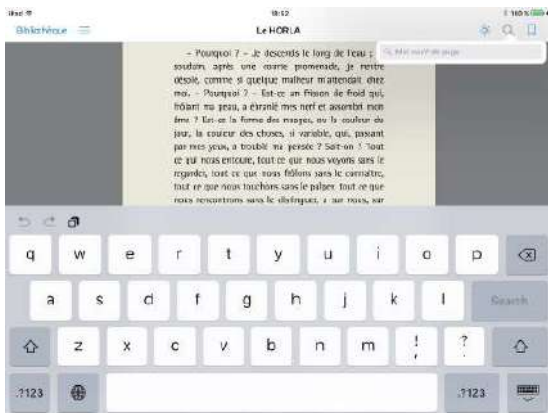 iPad 18:52 100 %
Bibliothèque Le HORLA
Mot ou n° de page
– Pourquoi ? – Je descends le long de l'eau ; et
soudain, après une courte promenade, je rentre
désolé, comme si quelque malheur m'attendait chez
moi. – Pourquoi ? – Est-ce un frisson de froid qui,
frôlant ma peau, a ébranlé mes nerfs et assombri mon
âme ? Est-ce la forme des nuages, ou la couleur du
jour, la couleur des choses, si variable, qui, passant
par mes yeux, a troublé ma pensée ? Sait-on ! Tout
ce qui nous entoure, tout ce que nous voyons sans le
regarder, tout ce que nous frôlons sans le connaître,
tout ce que nous touchons sans le palper, tout ce que
nous rencontrons sans le distinguer, a sur nous, sur
q w e r t y u i o p
a s d f g h j k l Search
z x c v b n m ! , ? .
.?123 .?123